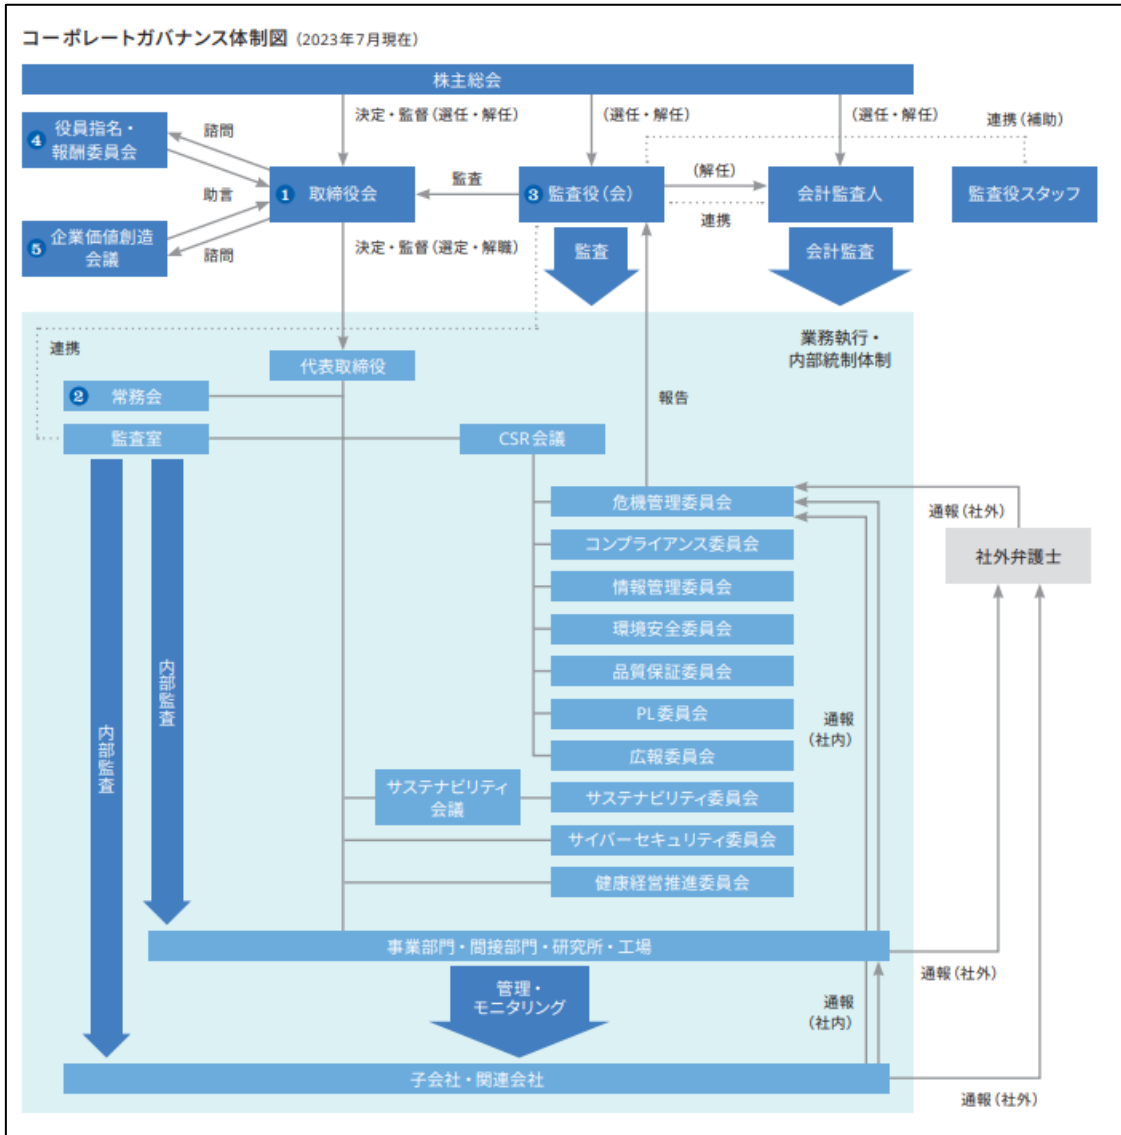 コーポレートガバナンス体制図 (2023年7月現在)
株主総会
決定・監督(選任・解任)
(選任・解任)
(選任・解任)
連携(補助)
4 役員指名・
報酬委員会
諮問
助言
1 取締役会
監査
3 監査役(会)
(解任)
連携
会計監査人
監査役スタッフ
5 企業価値創造
会議
諮問
決定・監督(選定・解職)
監査
会計監査
業務執行・
内部統制体制
連携
代表取締役
2 常務会
報告
監査室
CSR会議
危機管理委員会
通報(社外)
コンプライアンス委員会
社外弁護士
情報管理委員会
環境安全委員会
品質保証委員会
内部監査
内部監査
PL委員会
通報
(社内)
広報委員会
サステナビリティ
会議
サステナビリティ委員会
サイバーセキュリティ委員会
健康経営推進委員会
事業部門・間接部門・研究所・工場
通報(社外)
管理・
モニタリング
通報
(社内)
子会社・関連会社
通報(社外)